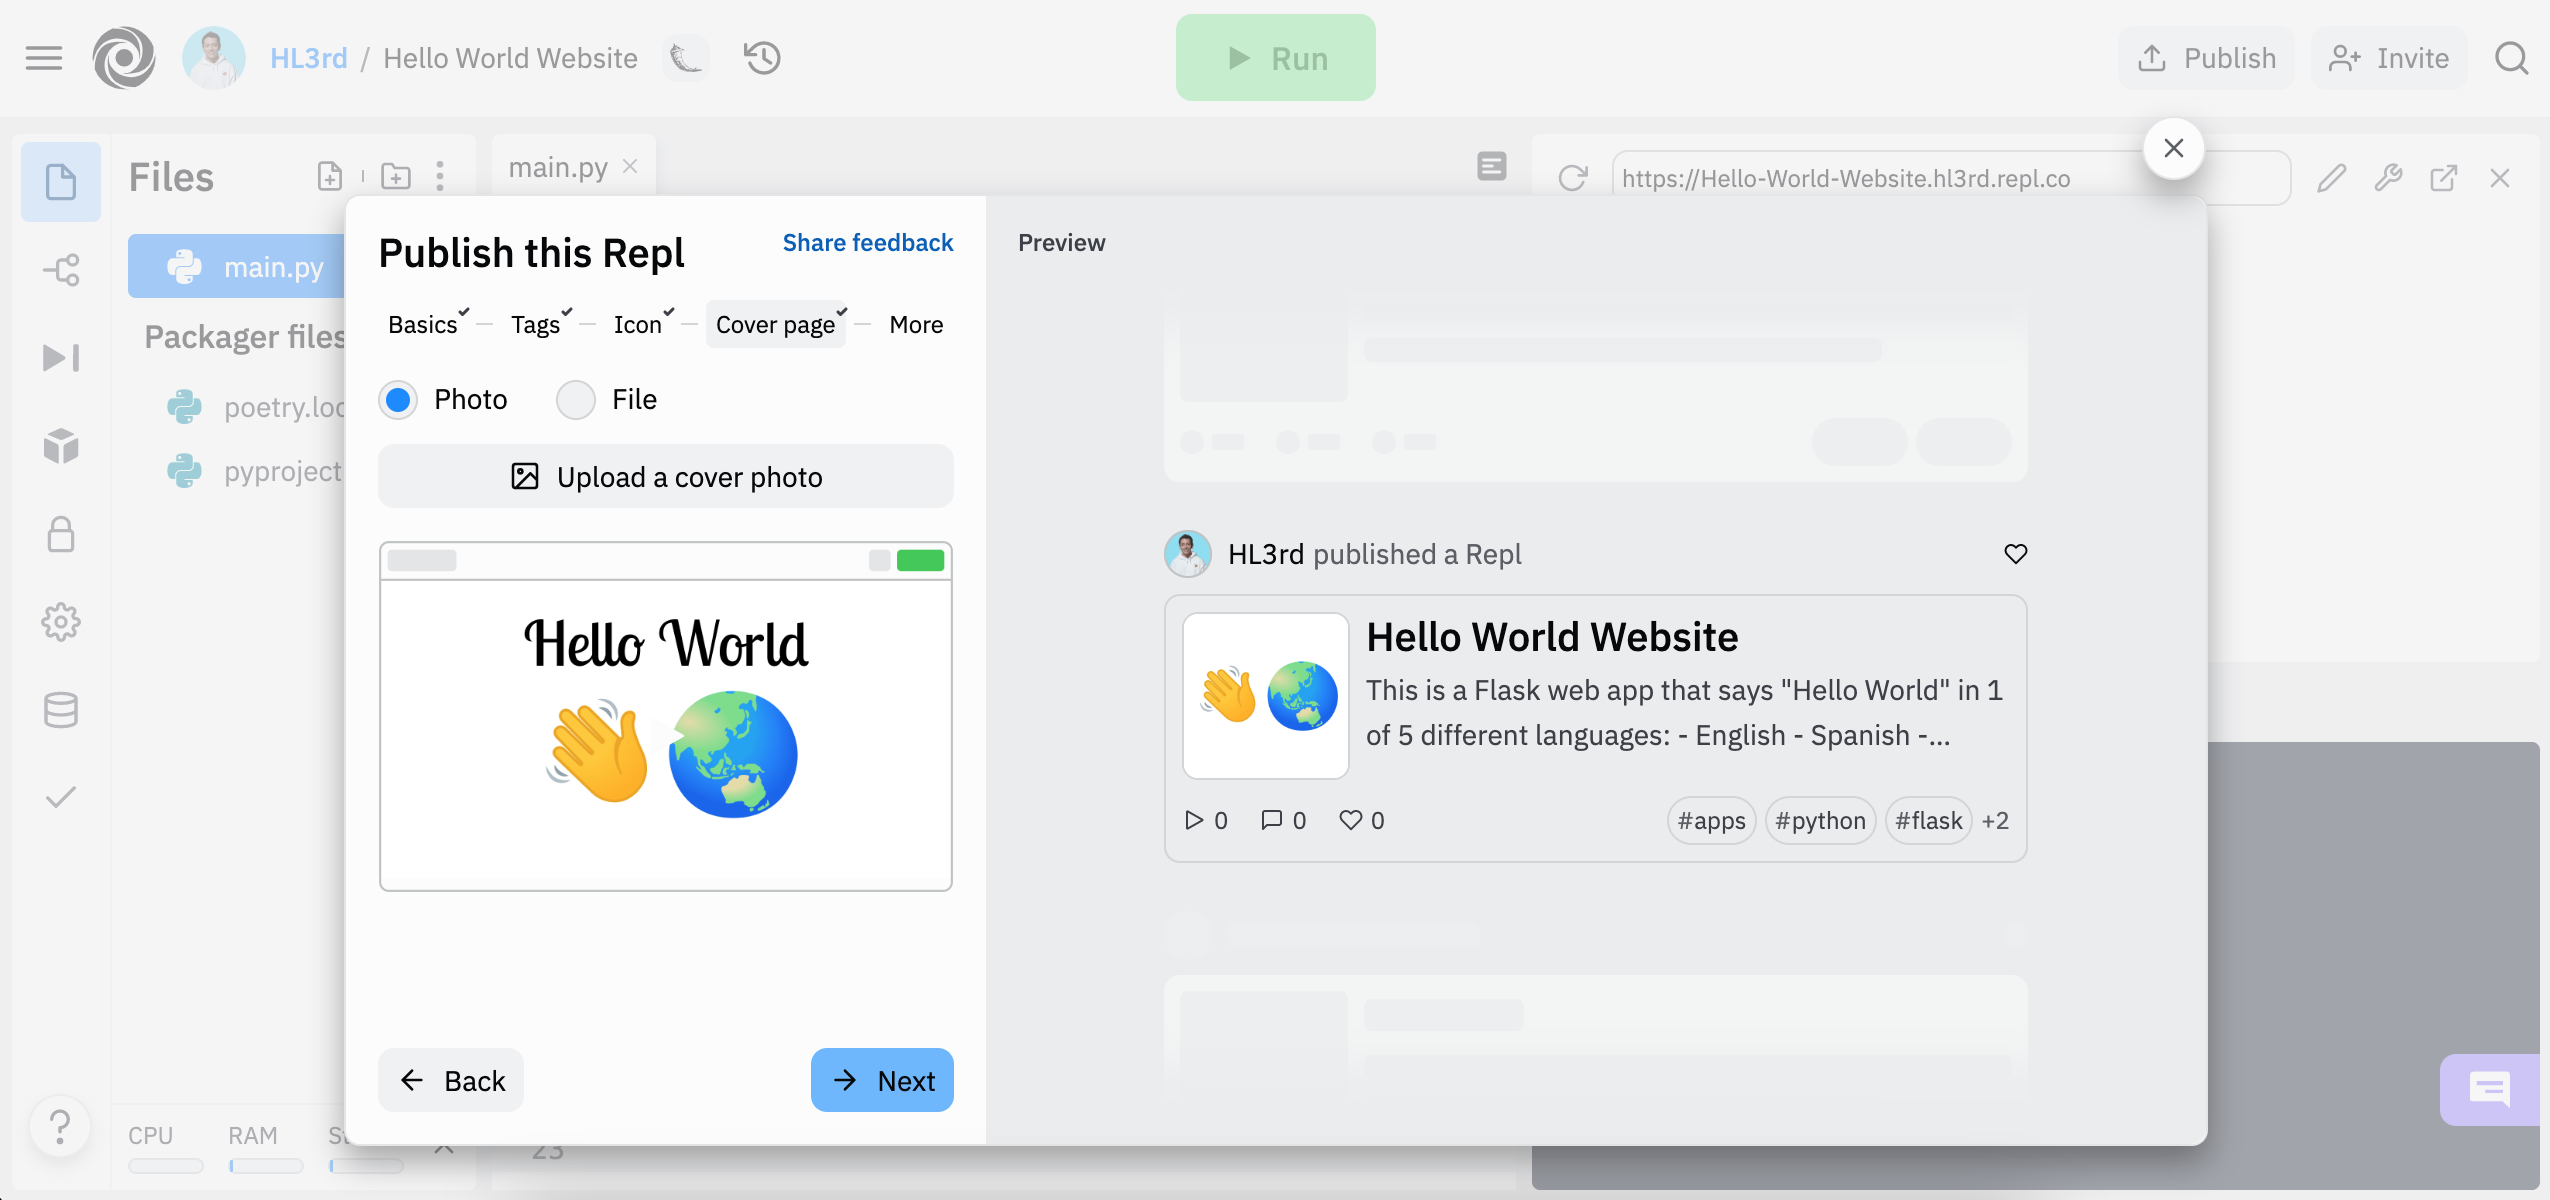 HL3rd / Hello World Website
Run
Publish
Invite
Files
main.py
https://Hello-World-Website.hl3rd.repl.co
main.py
Packager files
poetry.loc
pyproject
CPU
RAM
St
23
Publish this Repl
Share feedback
Basics
Tags
Icon
Cover page
More
Photo
File
Upload a cover photo
Hello World
Back
Next
Preview
HL3rd published a Repl
Hello World Website
This is a Flask web app that says "Hello World" in 1
of 5 different languages: - English - Spanish -...
0
0
0
#apps
#python
#flask
+2
?